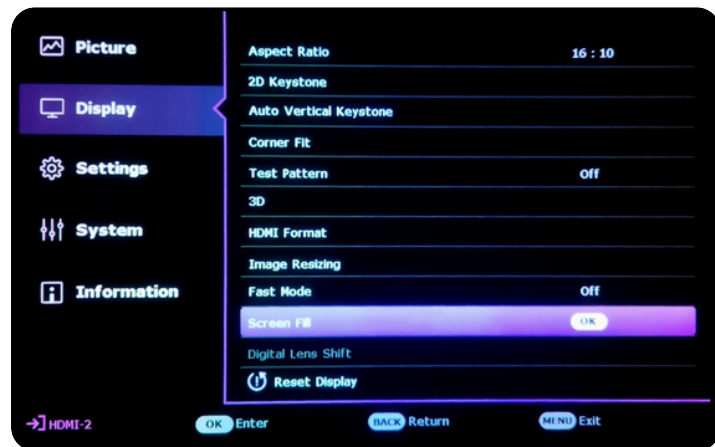 Picture
Display
Settings
System
Information
Aspect Ratio 16 : 10
2D Keystone
Auto Vertical Keystone
Corner Fit
Test Pattern Off
3D
HDMI Format
Image Resizing
Fast Mode Off
Screen Fill OK
Digital Lens Shift
Reset Display
HDMI-2 OK Enter BACK Return MENU Exit